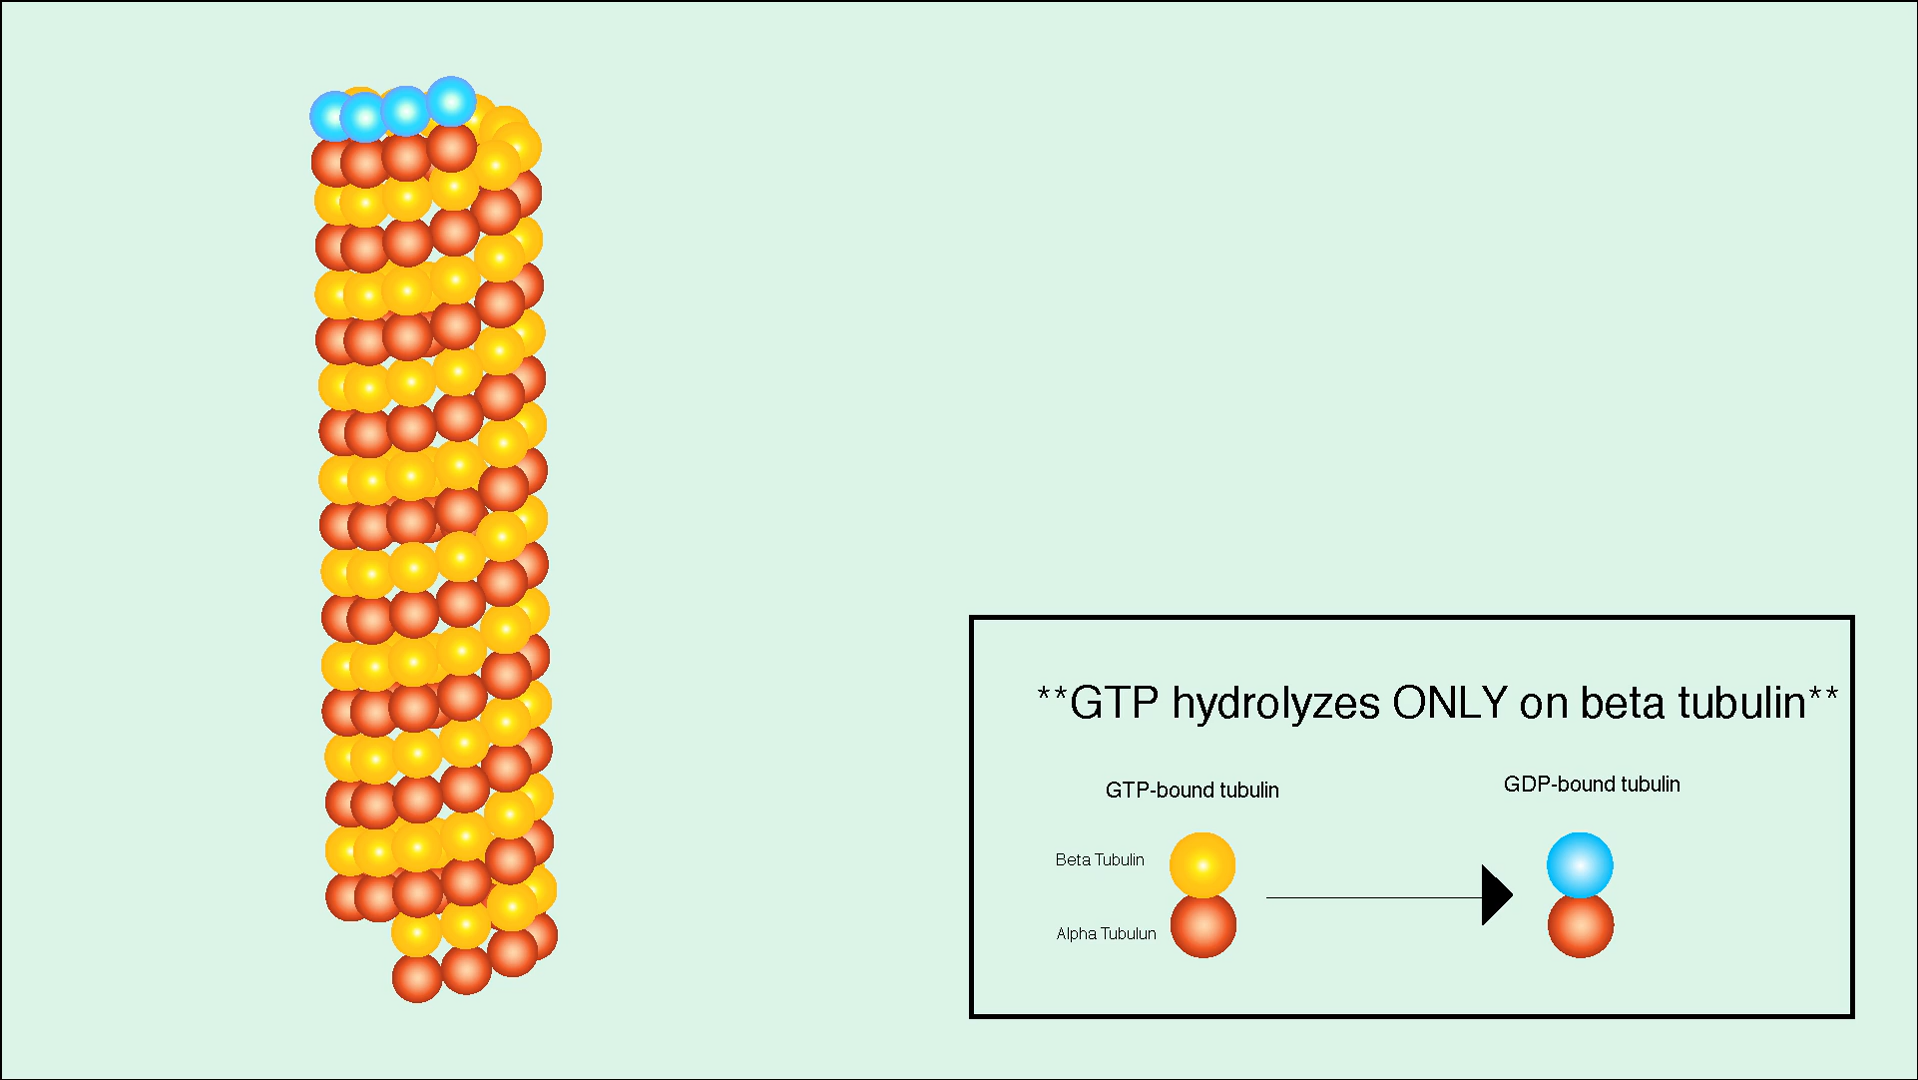 **GTP hydrolyzes ONLY on beta tubulin**
GTP-bound tubulin
GDP-bound tubulin
Beta Tubulin
Alpha Tubulun